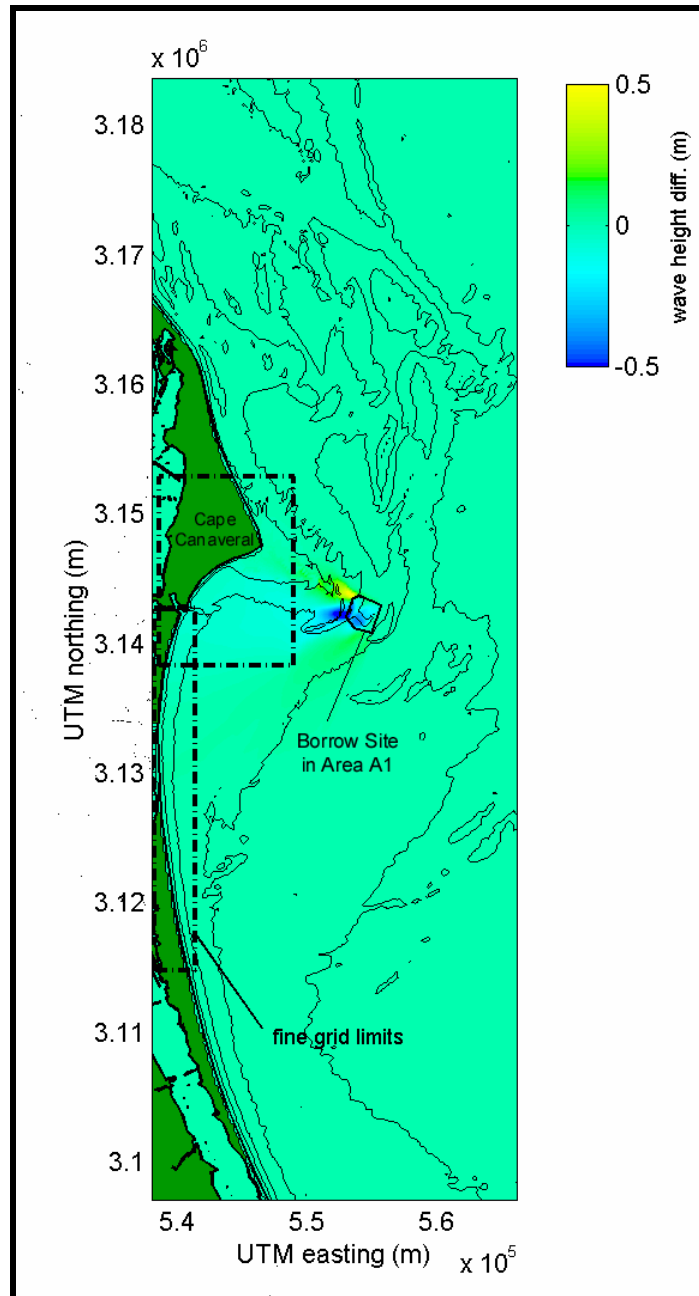 x 10^6
3.18
3.17
3.16
3.15
3.14
3.13
3.12
3.11
3.1
UTM northing (m)
Cape
Canaveral
Borrow Site
in Area A1
fine grid limits
5.4
5.5
5.6
UTM easting (m)
x 10^5
0.5
0
-0.5
wave height diff. (m)